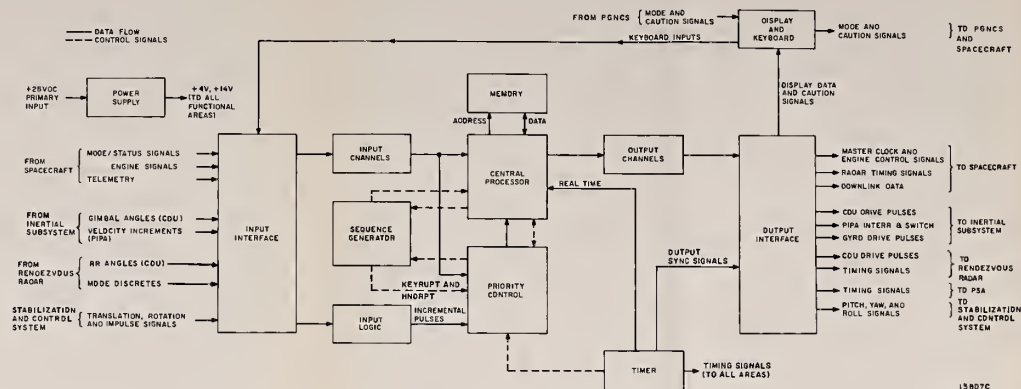 DATA FLOW
CONTROL SIGNALS
FROM PGNCS
MODE AND
CAUTION SIGNALS
DISPLAY
AND
KEYBOARD
MODE AND
CAUTION SIGNALS
TO PGNCS
AND
SPACECRAFT
KEYBOARD INPUTS
+28VDC
PRIMARY
INPUT
POWER
SUPPLY
+4V, +14V
(TO ALL
FUNCTIONAL
AREAS)
MEMORY
ADDRESS
DATA
DISPLAY DATA
AND CAUTION
SIGNALS
FROM
SPACECRAFT
MODE/STATUS SIGNALS
ENGINE SIGNALS
TELEMETRY
FROM
INERTIAL
SUBSYSTEM
GIMBAL ANGLES (CDU)
VELOCITY INCREMENTS
(PIPA)
FROM
RENDEZVOUS
RADAR
RR ANGLES (CDU)
MODE DISCRETES
STABILIZATION
AND CONTROL
SYSTEM
TRANSLATION, ROTATION
AND IMPULSE SIGNALS
INPUT
INTERFACE
INPUT
CHANNELS
SEQUENCE
GENERATOR
KEYRUPT AND
HNDRPT
INPUT
LOGIC
INCREMENTAL
PULSES
CENTRAL
PROCESSOR
PRIORITY
CONTROL
OUTPUT
CHANNELS
REAL TIME
OUTPUT
SYNC SIGNALS
TIMER
TIMING SIGNALS
(TO ALL AREAS)
OUTPUT
INTERFACE
MASTER CLOCK AND
ENGINE CONTROL SIGNALS
RADAR TIMING SIGNALS
DOWNLINK DATA
TO SPACECRAFT
CDU DRIVE PULSES
PIPA INTERR & SWITCH
GYRO DRIVE PULSES
TO INERTIAL
SUBSYSTEM
CDU DRIVE PULSES
TIMING SIGNALS
TO
RENDEZVOUS
RADAR
TIMING SIGNALS
TO PSA
PITCH, YAW, AND
ROLL SIGNALS
TO
STABILIZATION
AND CONTROL
SYSTEM
15807C